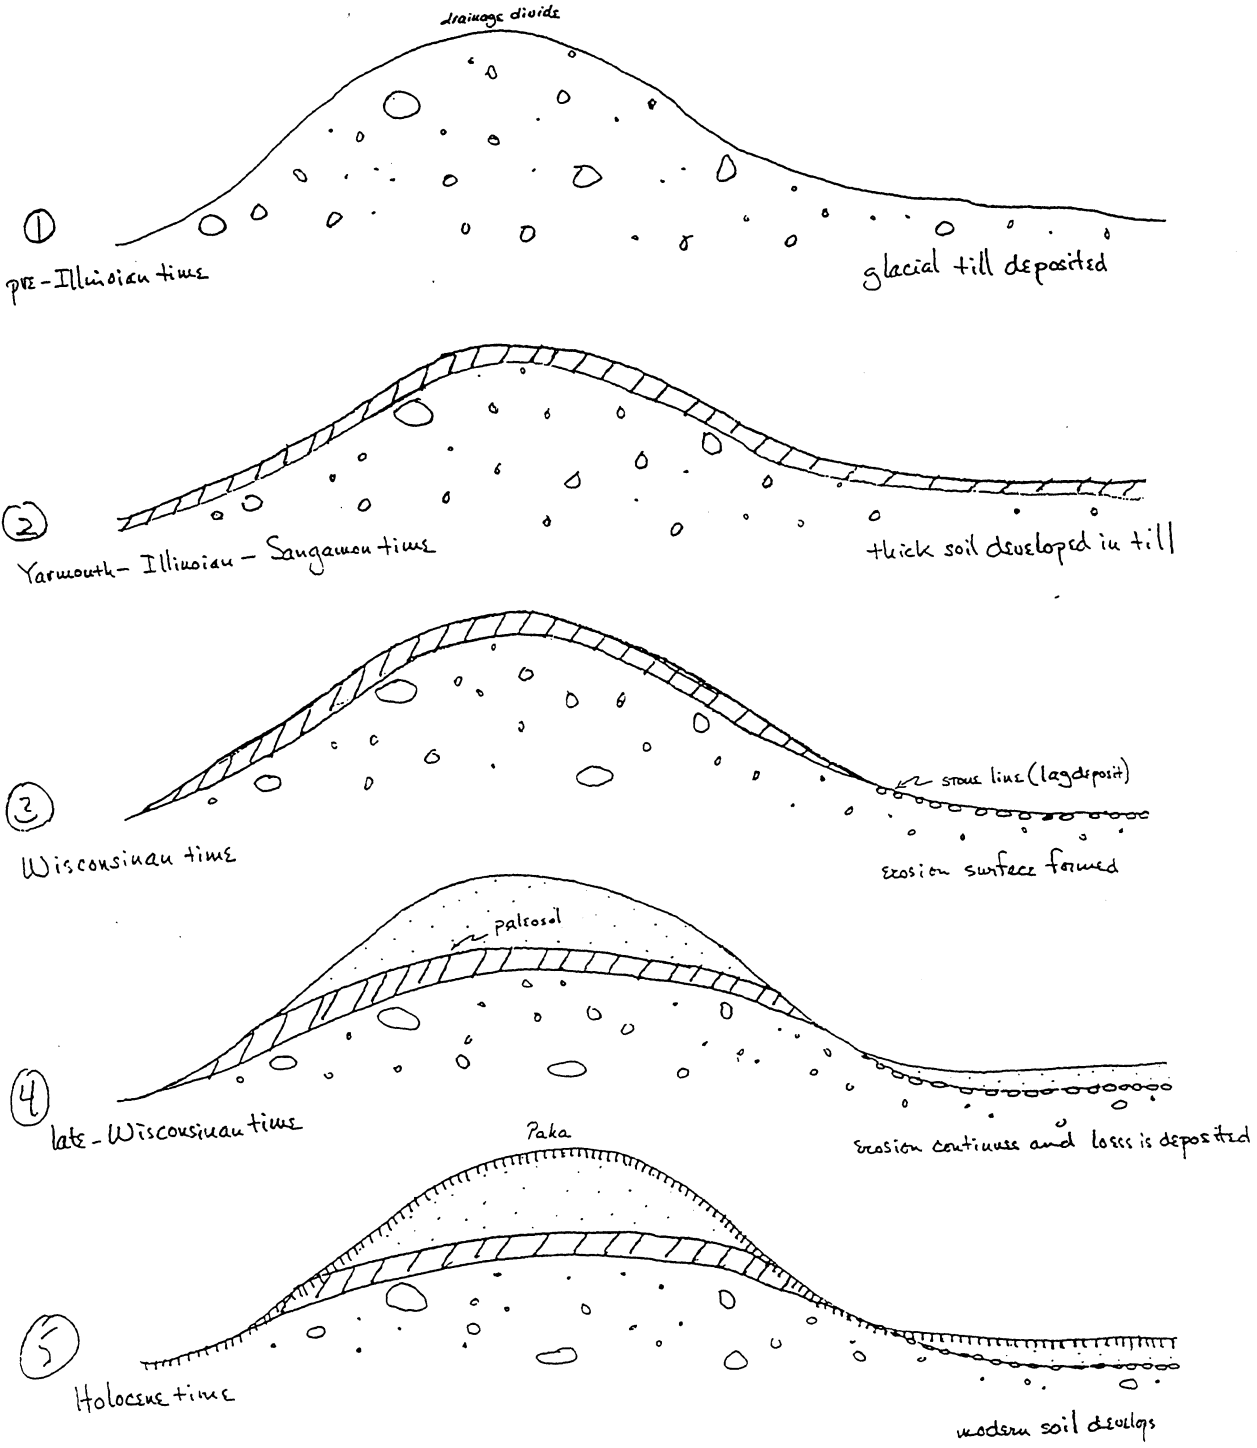 drainage divide
1
pre-Illinoian time
glacial till deposited
2
Yarmouth- Illinoian - Sangamon time
thick soil developed in till
3
stone line (lag deposit)
Wisconsinan time
erosion surface formed
paleosol
4
late-Wisconsinan time
erosion continues and loess is deposited
Paka
5
Holocene time
modern soil develops